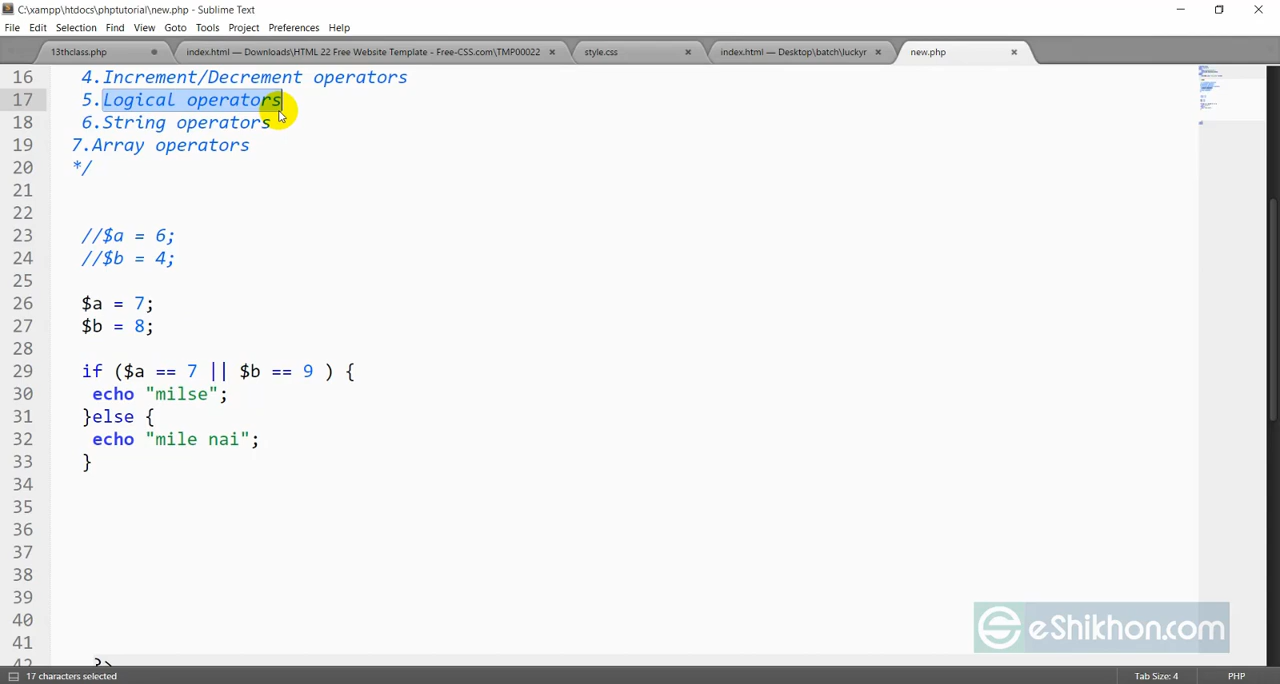 C:\xampp\htdocs\phptutorial\new.php - Sublime Text
File Edit Selection Find View Goto Tools Project Preferences Help
13thclass.php index.html — Downloads\HTML 22 Free Website Template - Free-CSS.com\TMP00022 style.css index.html — Desktop\batch\luckyr new.php
16 4.Increment/Decrement operators
17 5.Logical operators
18 6.String operators
19 7.Array operators
20 */
21
22
23 //$a = 6;
24 //$b = 4;
25
26 $a = 7;
27 $b = 8;
28
29 if ($a == 7 || $b == 9 ) {
30 echo "milse";
31 }else {
32 echo "mile nai";
33 }
34
35
36
37
38
39
40
41
42 ?>
eShikhon.com
17 characters selected Tab Size: 4 PHP